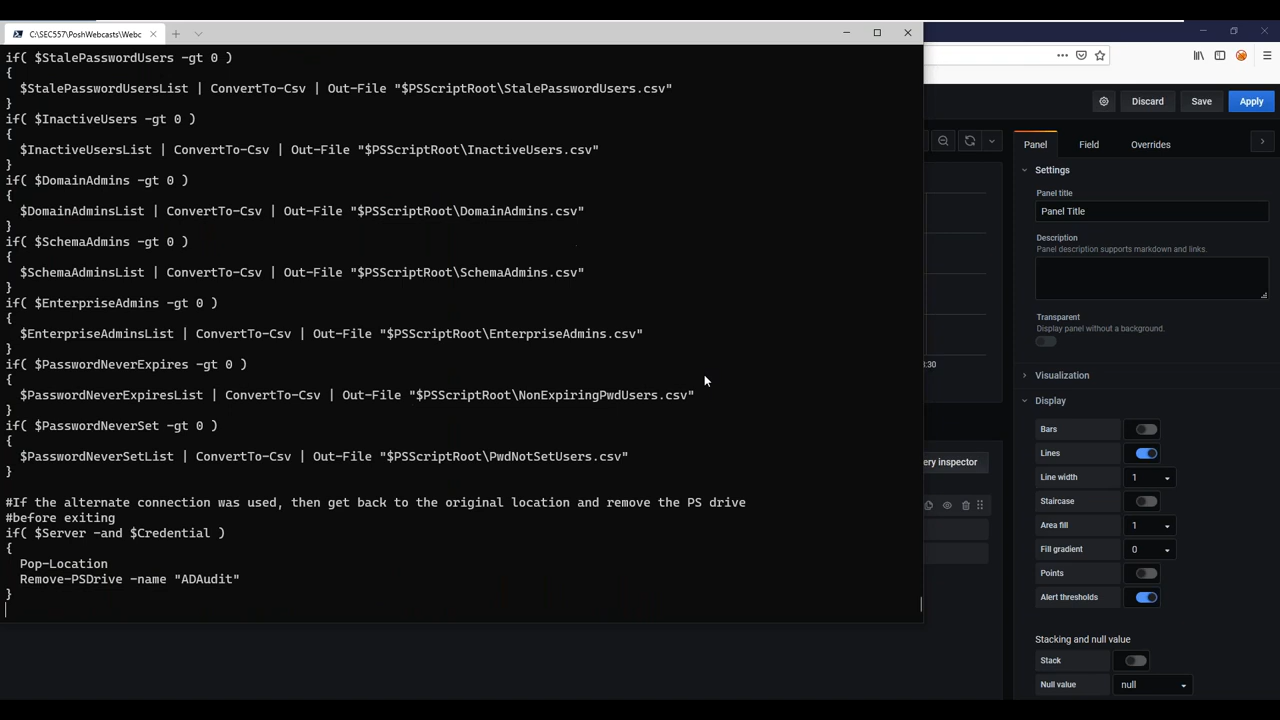 C:\SEC557\PoshWebcasts\Webc
if( $StalePasswordUsers -gt 0 )
{
$StalePasswordUsersList | ConvertTo-Csv | Out-File "$PSScriptRoot\StalePasswordUsers.csv"
}
if( $InactiveUsers -gt 0 )
{
$InactiveUsersList | ConvertTo-Csv | Out-File "$PSScriptRoot\InactiveUsers.csv"
}
if( $DomainAdmins -gt 0 )
{
$DomainAdminsList | ConvertTo-Csv | Out-File "$PSScriptRoot\DomainAdmins.csv"
}
if( $SchemaAdmins -gt 0 )
{
$SchemaAdminsList | ConvertTo-Csv | Out-File "$PSScriptRoot\SchemaAdmins.csv"
}
if( $EnterpriseAdmins -gt 0 )
{
$EnterpriseAdminsList | ConvertTo-Csv | Out-File "$PSScriptRoot\EnterpriseAdmins.csv"
}
if( $PasswordNeverExpires -gt 0 )
{
$PasswordNeverExpiresList | ConvertTo-Csv | Out-File "$PSScriptRoot\NonExpiringPwdUsers.csv"
}
if( $PasswordNeverSet -gt 0 )
{
$PasswordNeverSetList | ConvertTo-Csv | Out-File "$PSScriptRoot\PwdNotSetUsers.csv"
}
#If the alternate connection was used, then get back to the original location and remove the PS drive
#before exiting
if( $Server -and $Credential )
{
Pop-Location
Remove-PSDrive -name "ADAudit"
}
Discard Save Apply
:30
ery inspector
Panel Field Overrides
Settings
Panel title
Panel Title
Description
Panel description supports markdown and links.
Transparent
Display panel without a background.
Visualization
Display
Bars
Lines
Line width 1
Staircase
Area fill 1
Fill gradient 0
Points
Alert thresholds
Stacking and null value
Stack
Null value null